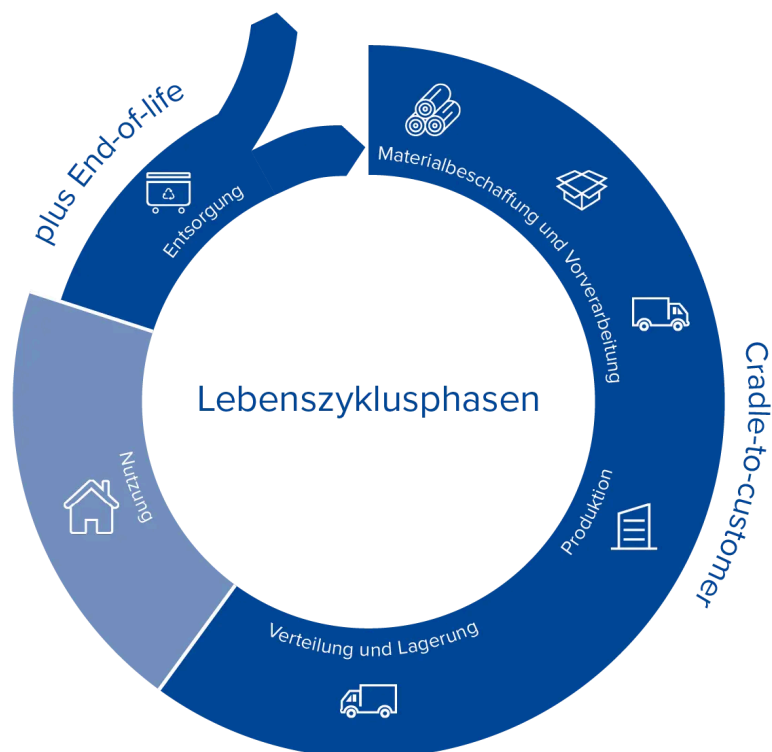 plus End-of-life
Entsorgung
Materialbeschaffung und Vorverarbeitung
Cradle-to-customer
Lebenszyklusphasen
Nutzung
Produktion
Verteilung und Lagerung